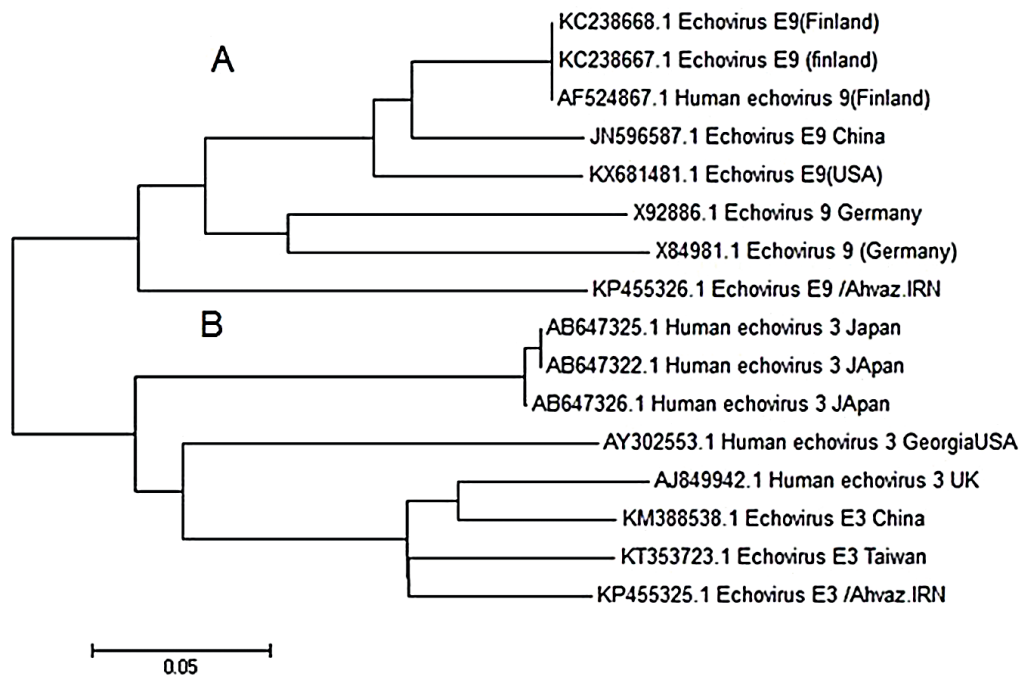 A
KC238668.1 Echovirus E9(Finland)
KC238667.1 Echovirus E9 (finland)
AF524867.1 Human echovirus 9(Finland)
JN596587.1 Echovirus E9 China
KX681481.1 Echovirus E9(USA)
X92886.1 Echovirus 9 Germany
X84981.1 Echovirus 9 (Germany)
KP455326.1 Echovirus E9 /Ahvaz.IRN
B
AB647325.1 Human echovirus 3 Japan
AB647322.1 Human echovirus 3 JApan
AB647326.1 Human echovirus 3 JApan
AY302553.1 Human echovirus 3 GeorgiaUSA
AJ849942.1 Human echovirus 3 UK
KM388538.1 Echovirus E3 China
KT353723.1 Echovirus E3 Taiwan
KP455325.1 Echovirus E3 /Ahvaz.IRN
0.05